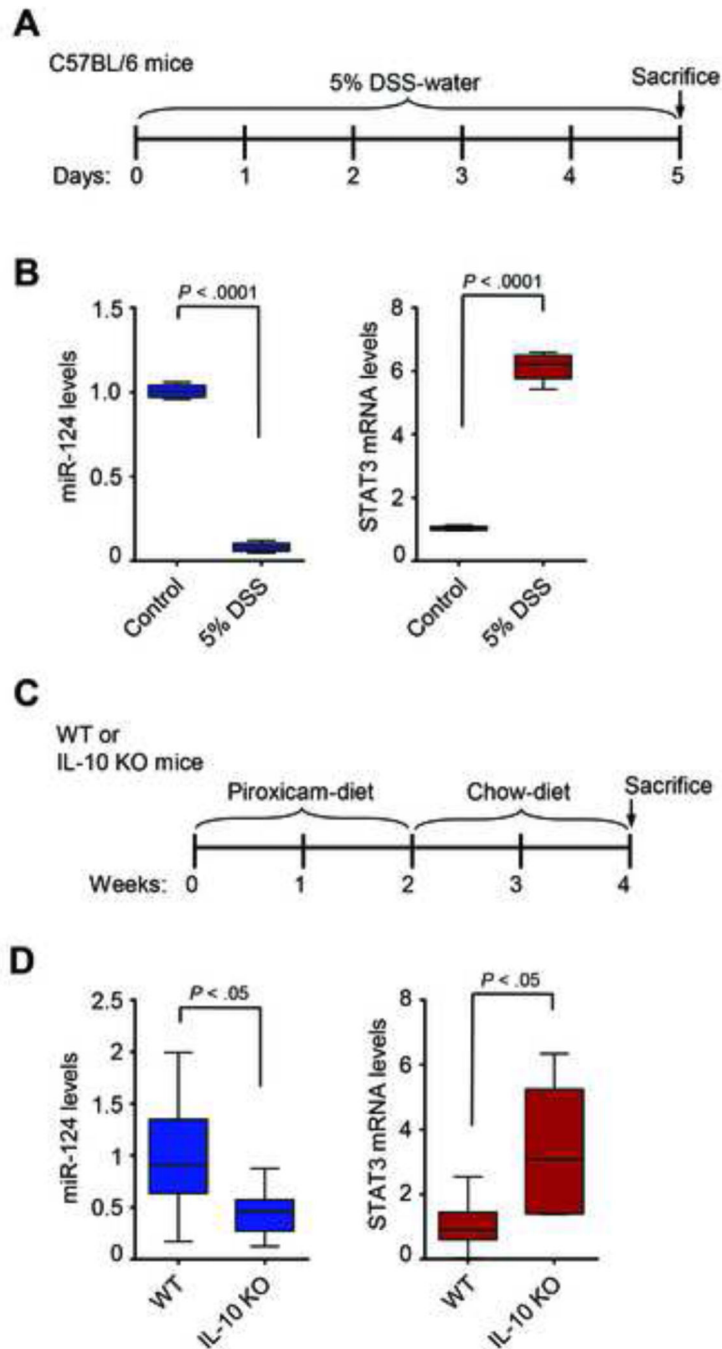 A
C57BL/6 mice
5% DSS-water
Sacrifice
Days: 0 1 2 3 4 5
B
P < .0001
miR-124 levels
1.5
1.0
0.5
0
Control
5% DSS
P < .0001
STAT3 mRNA levels
8
6
4
2
0
Control
5% DSS
C
WT or
IL-10 KO mice
Piroxicam-diet
Chow-diet
Sacrifice
Weeks: 0 1 2 3 4
D
P < .05
miR-124 levels
2.5
2
1.5
1
0.5
0
WT
IL-10 KO
P < .05
STAT3 mRNA levels
8
6
4
2
0
WT
IL-10 KO